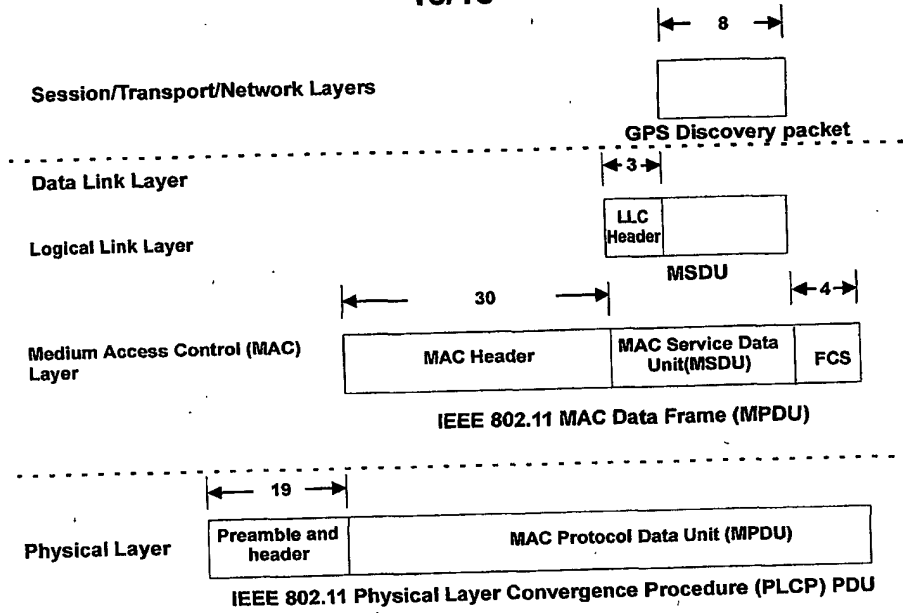 8
Session/Transport/Network Layers
GPS Discovery packet
3
Data Link Layer
LLC
Header
Logical Link Layer
MSDU
30
4
Medium Access Control (MAC)
Layer
MAC Header
MAC Service Data
Unit(MSDU)
FCS
IEEE 802.11 MAC Data Frame (MPDU)
19
Physical Layer
Preamble and
header
MAC Protocol Data Unit (MPDU)
IEEE 802.11 Physical Layer Convergence Procedure (PLCP) PDU